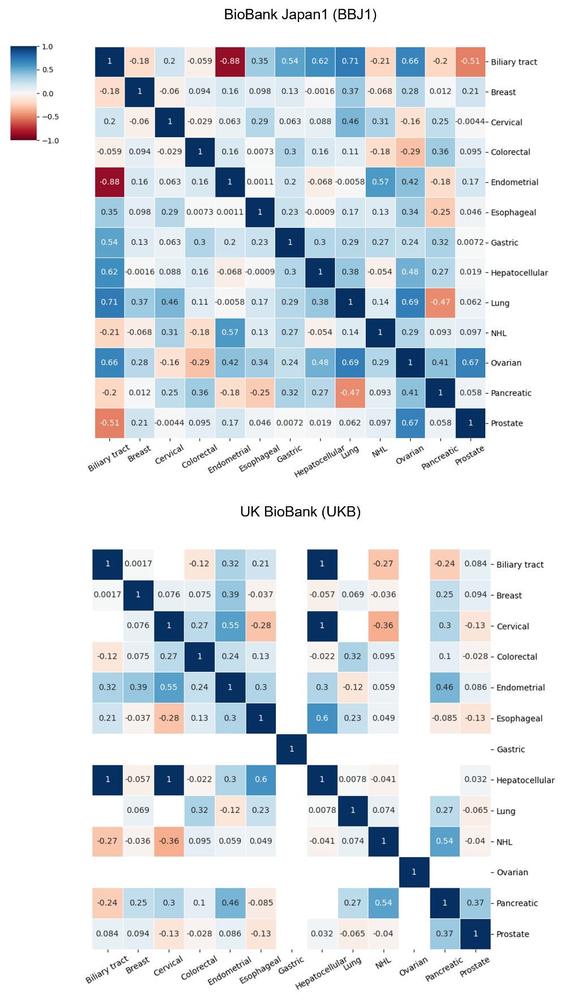 BioBank Japan1 (BBJ1)
1.0
0.5
0.0
−0.5
−1.0
1 -0.18 0.2 -0.059 -0.88 0.35 0.54 0.62 0.71 -0.21 0.66 -0.2 -0.51 Biliary tract
-0.18 1 -0.06 0.094 0.16 0.098 0.13 -0.0016 0.37 -0.068 0.28 0.012 0.21 Breast
0.2 -0.06 1 -0.029 0.063 0.29 0.063 0.088 0.46 0.31 -0.16 0.25 -0.0044 Cervical
-0.059 0.094 -0.029 1 0.16 0.0073 0.3 0.16 0.11 -0.18 -0.29 0.36 0.095 Colorectal
-0.88 0.16 0.063 0.16 1 0.0011 0.2 -0.068 -0.0058 0.57 0.42 -0.18 0.17 Endometrial
0.35 0.098 0.29 0.0073 0.0011 1 0.23 -0.0009 0.17 0.13 0.34 -0.25 0.046 Esophageal
0.54 0.13 0.063 0.3 0.2 0.23 1 0.3 0.29 0.27 0.24 0.32 0.0072 Gastric
0.62 -0.0016 0.088 0.16 -0.068 -0.0009 0.3 1 0.38 -0.054 0.48 0.27 0.019 Hepatocellular
0.71 0.37 0.46 0.11 -0.0058 0.17 0.29 0.38 1 0.14 0.69 -0.47 0.062 Lung
-0.21 -0.068 0.31 -0.18 0.57 0.13 0.27 -0.054 0.14 1 0.29 0.093 0.097 NHL
0.66 0.28 -0.16 -0.29 0.42 0.34 0.24 0.48 0.69 0.29 1 0.41 0.67 Ovarian
-0.2 0.012 0.25 0.36 -0.18 -0.25 0.32 0.27 -0.47 0.093 0.41 1 0.058 Pancreatic
-0.51 0.21 -0.0044 0.095 0.17 0.046 0.0072 0.019 0.062 0.097 0.67 0.058 1 Prostate
Biliary tract Breast Cervical Colorectal Endometrial Esophageal Gastric Hepatocellular Lung NHL Ovarian Pancreatic Prostate
UK BioBank (UKB)
1 0.0017 -0.12 0.32 0.21 1 -0.27 -0.24 0.084 Biliary tract
0.0017 1 0.076 0.075 0.39 -0.037 -0.057 0.069 -0.036 0.25 0.094 Breast
0.076 1 0.27 0.55 -0.28 1 -0.36 0.3 -0.13 Cervical
-0.12 0.075 0.27 1 0.24 0.13 -0.022 0.32 0.095 0.1 -0.028 Colorectal
0.32 0.39 0.55 0.24 1 0.3 0.3 -0.12 0.059 0.46 0.086 Endometrial
0.21 -0.037 -0.28 0.13 0.3 1 0.6 0.23 0.049 -0.085 -0.13 Esophageal
1 Gastric
1 -0.057 1 -0.022 0.3 0.6 1 0.0078 -0.041 0.032 Hepatocellular
0.069 0.32 -0.12 0.23 0.0078 1 0.074 0.27 -0.065 Lung
-0.27 -0.036 -0.36 0.095 0.059 0.049 -0.041 0.074 1 0.54 -0.04 NHL
1 Ovarian
-0.24 0.25 0.3 0.1 0.46 -0.085 0.27 0.54 1 0.37 Pancreatic
0.084 0.094 -0.13 -0.028 0.086 -0.13 0.032 -0.065 -0.04 0.37 1 Prostate
Biliary tract Breast Cervical Colorectal Endometrial Esophageal Gastric Hepatocellular Lung NHL Ovarian Pancreatic Prostate